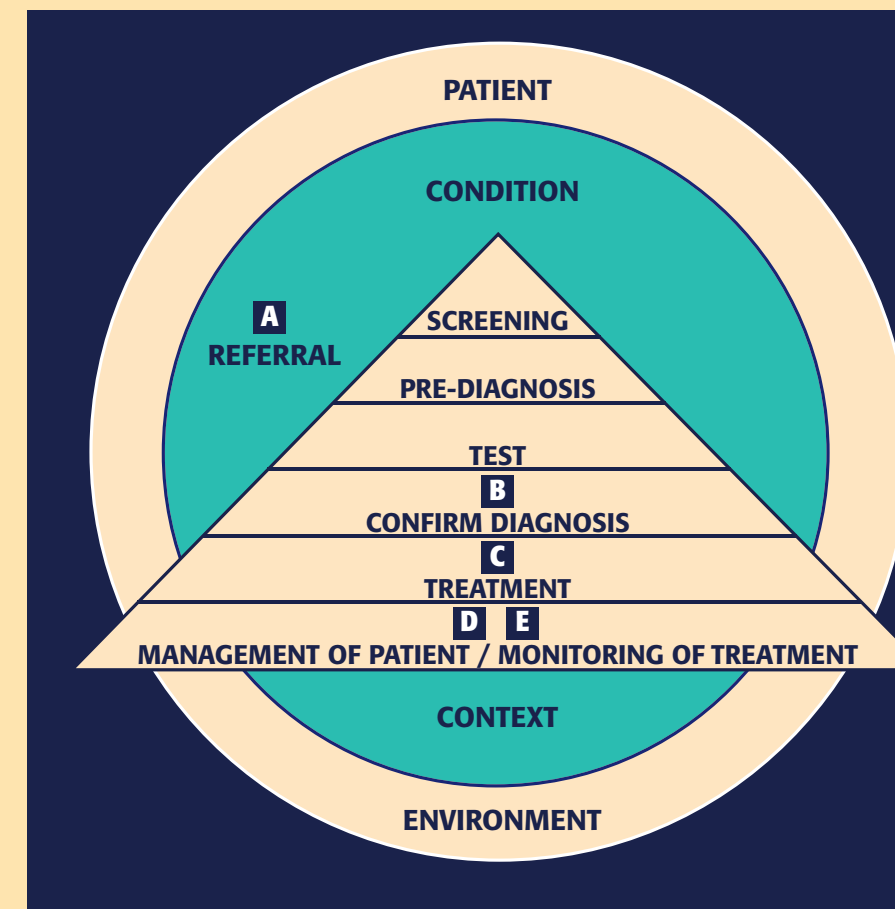 PATIENT
CONDITION
SCREENING
A
REFERRAL
PRE-DIAGNOSIS
TEST
B
CONFIRM DIAGNOSIS
C
TREATMENT
D E
MANAGEMENT OF PATIENT / MONITORING OF TREATMENT
CONTEXT
ENVIRONMENT